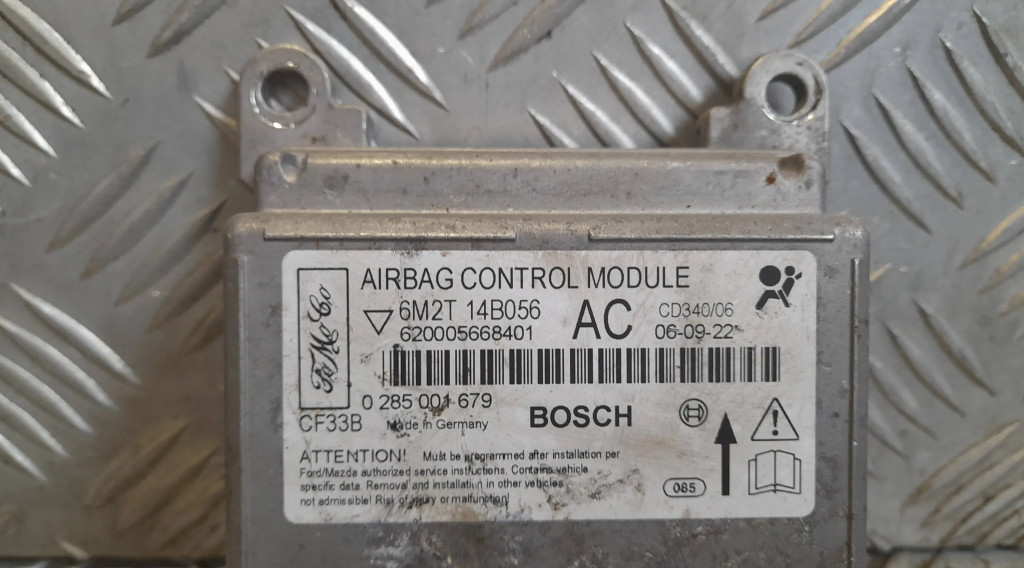 AIRBAG CONTROL MODULE
FoMoCo
6M2T 14B056 AC CD340/06
620005668401 06-09-22
0 285 001 679
CF33B Made in Germany BOSCH
ATTENTION! Must be programmed after installation per
Ford/Mazda authorized service instructions. Contains vehicle
specific data. Removal and installation in other vehicles
not admissible! Risk of injury or malfunction!
085